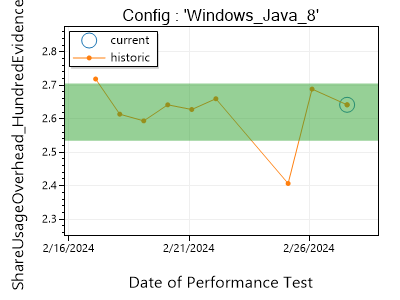 Config : 'Windows_Java_8'
current
historic
ShareUsageOverhead_HundredEvidence
2.8
2.7
2.6
2.5
2.4
2.3
2/16/2024
2/21/2024
2/26/2024
Date of Performance Test